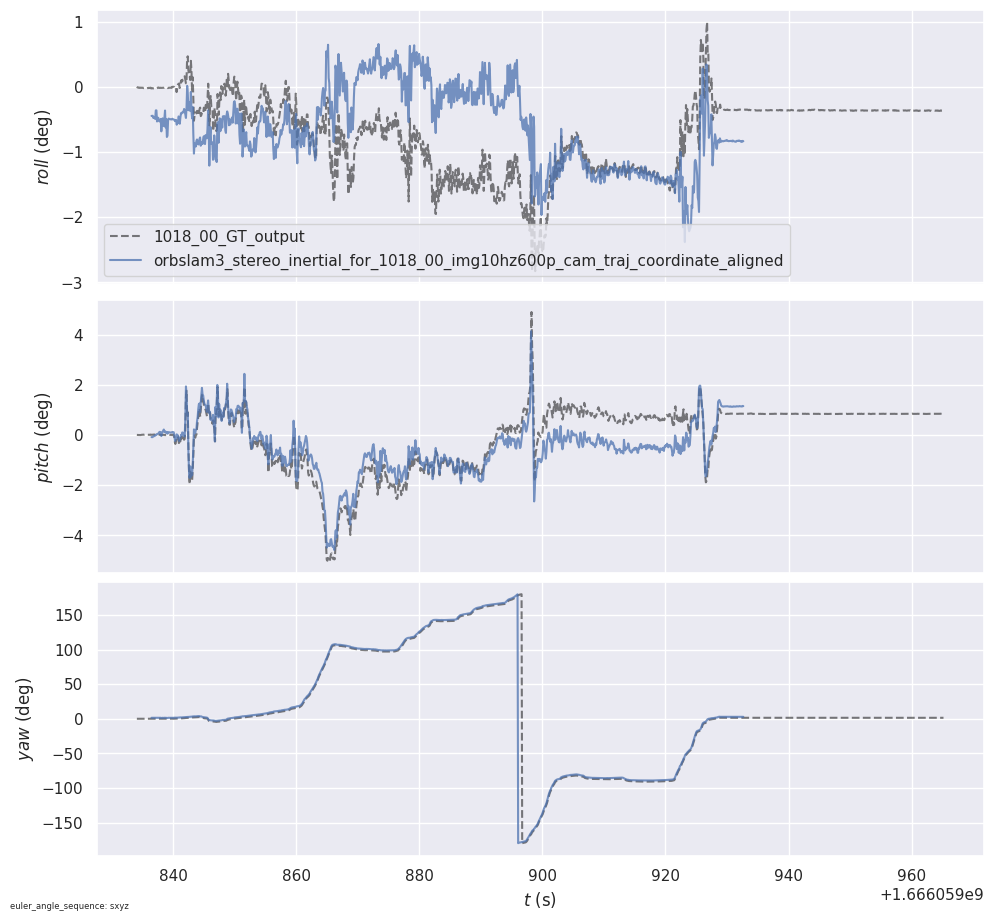 1
0
−1
−2
−3
roll (deg)
1018_00_GT_output
orbslam3_stereo_inertial_for_1018_00_img10hz600p_cam_traj_coordinate_aligned
4
2
0
−2
−4
pitch (deg)
150
100
50
0
−50
−100
−150
yaw (deg)
840 860 880 900 920 940 960
+1.666059e9
t (s)
euler_angle_sequence: sxyz